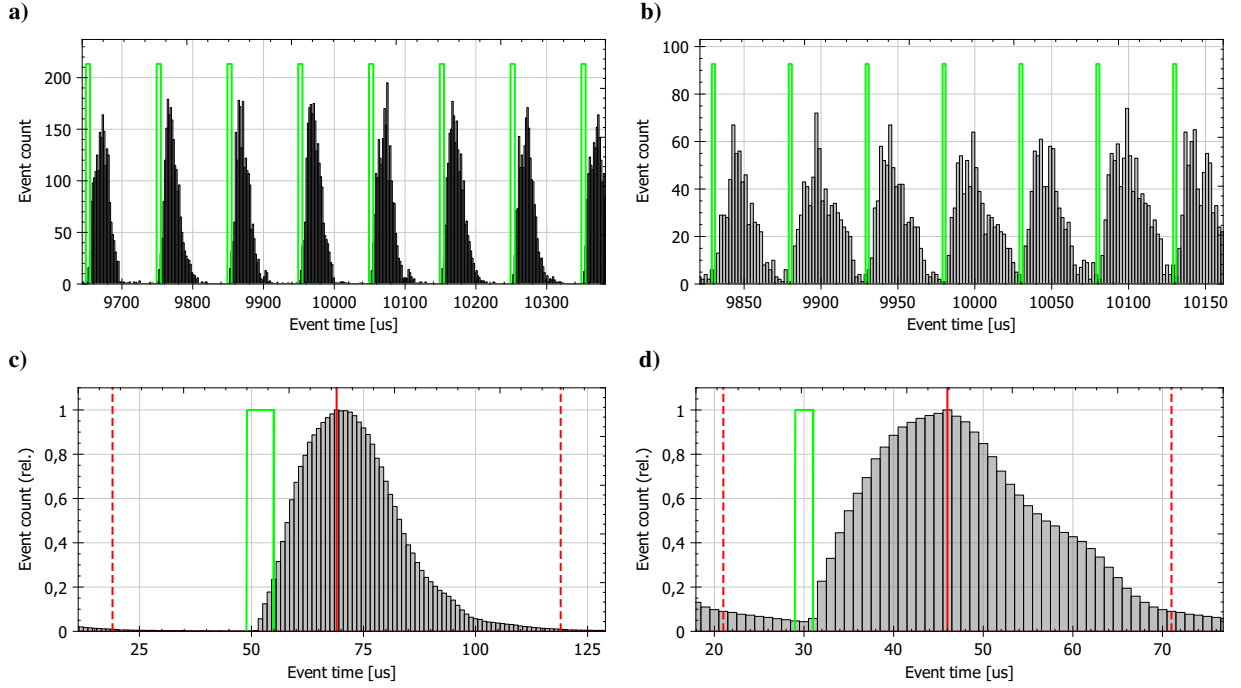 a)
200
150
100
50
0
Event count
9700 9800 9900 10000 10100 10200 10300
Event time [us]
b)
100
80
60
40
20
0
Event count
9850 9900 9950 10000 10050 10100 10150
Event time [us]
c)
1
0,8
0,6
0,4
0,2
0
Event count (rel.)
25 50 75 100 125
Event time [us]
d)
1
0,8
0,6
0,4
0,2
0
Event count (rel.)
20 30 40 50 60 70
Event time [us]